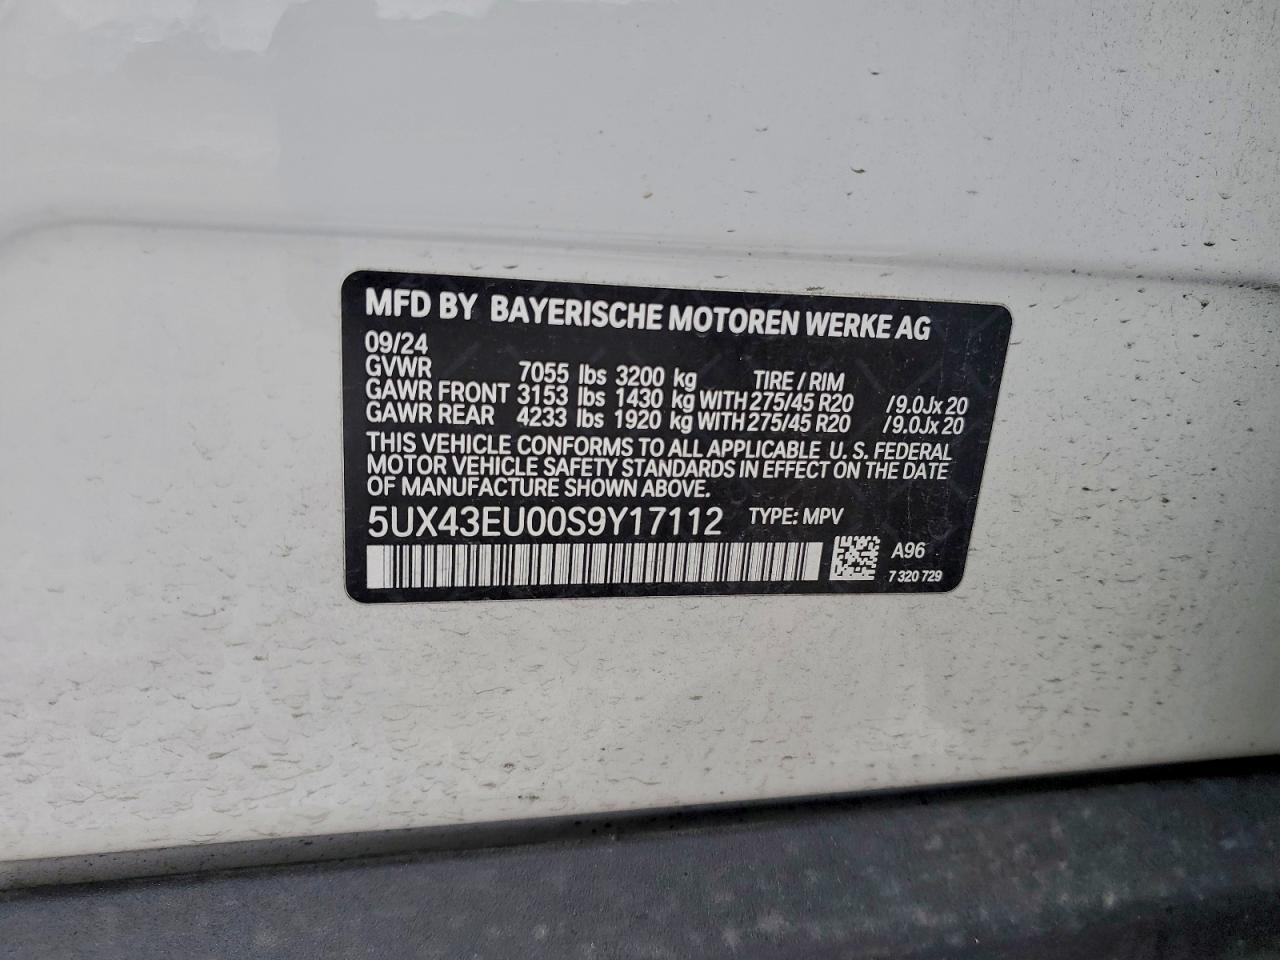 MFD BY BAYERISCHE MOTOREN WERKE AG
09/24
GVWR 7055 lbs 3200 kg TIRE / RIM
GAWR FRONT 3153 lbs 1430 kg WITH 275/45 R20 /9.0Jx 20
GAWR REAR 4233 lbs 1920 kg WITH 275/45 R20 /9.0Jx 20
THIS VEHICLE CONFORMS TO ALL APPLICABLE U. S. FEDERAL
MOTOR VEHICLE SAFETY STANDARDS IN EFFECT ON THE DATE
OF MANUFACTURE SHOWN ABOVE.
5UX43EU00S9Y17112 TYPE: MPV
A96
7 320 729